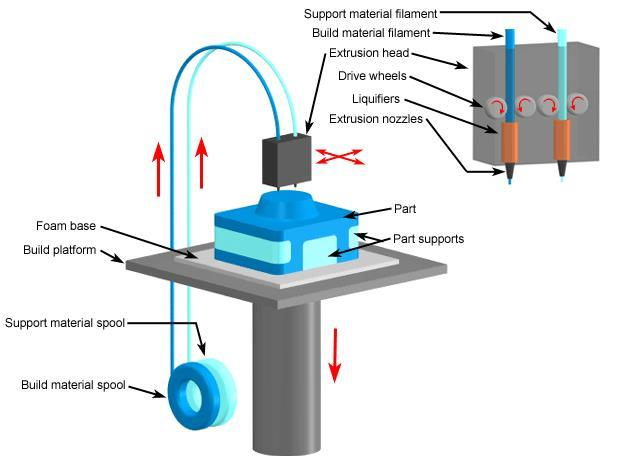 Support material filament
Build material filament
Extrusion head
Drive wheels
Liquifiers
Extrusion nozzles
Part
Foam base
Part supports
Build platform
Support material spool
Build material spool